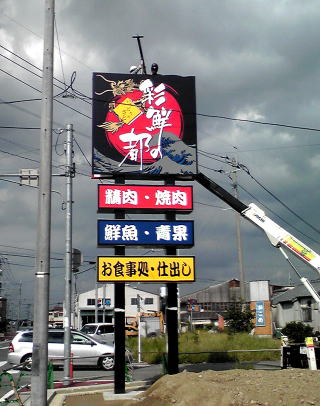 彩鮮
の都
精肉・焼肉
鮮魚・青果
お食事処・仕出し